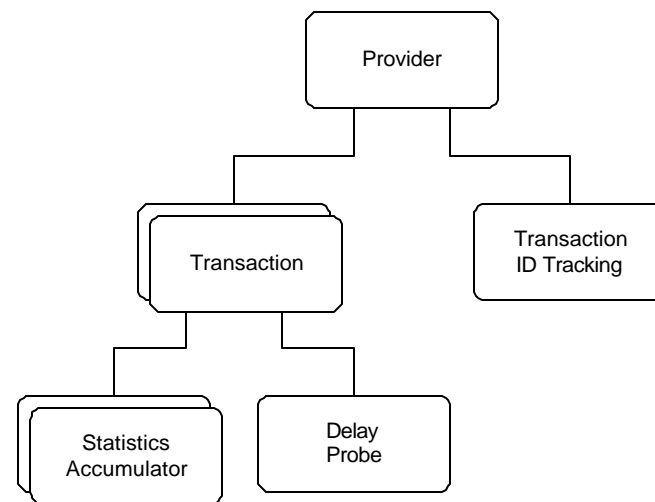 Provider
Transaction
Transaction
ID Tracking
Statistics
Accumulator
Delay
Probe